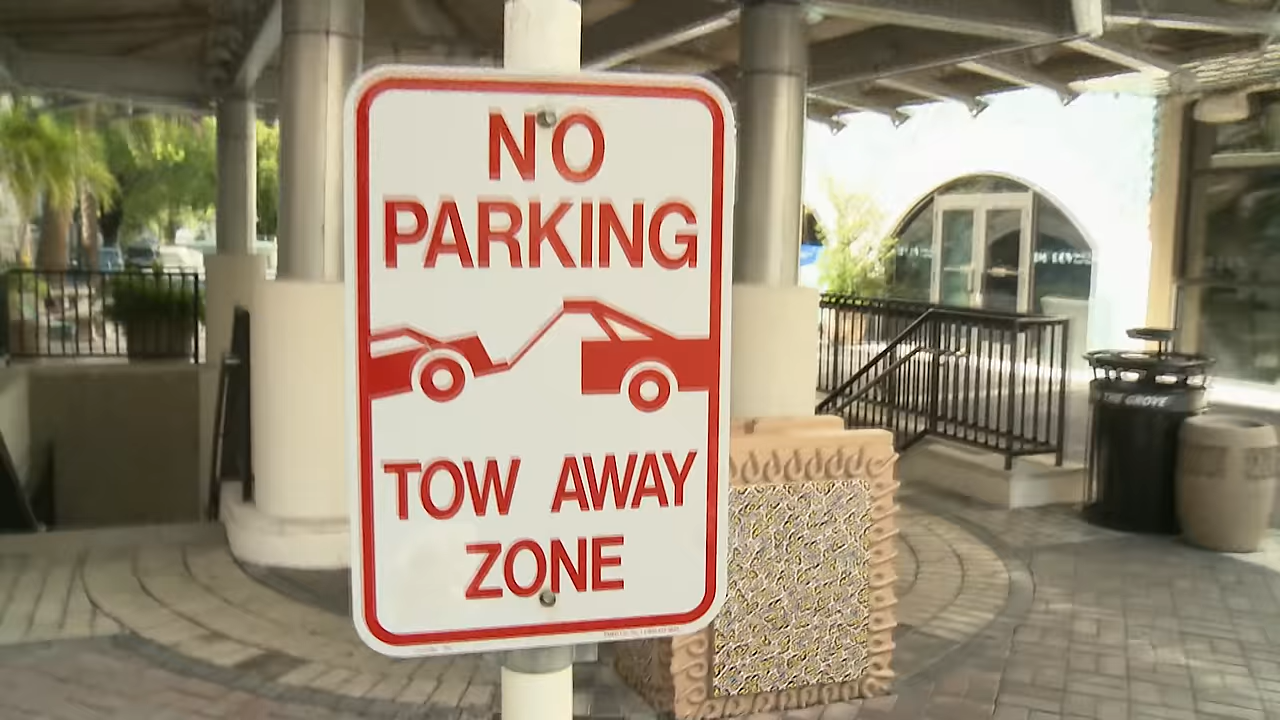 NO
PARKING
TOW AWAY
ZONE
THE GROVE